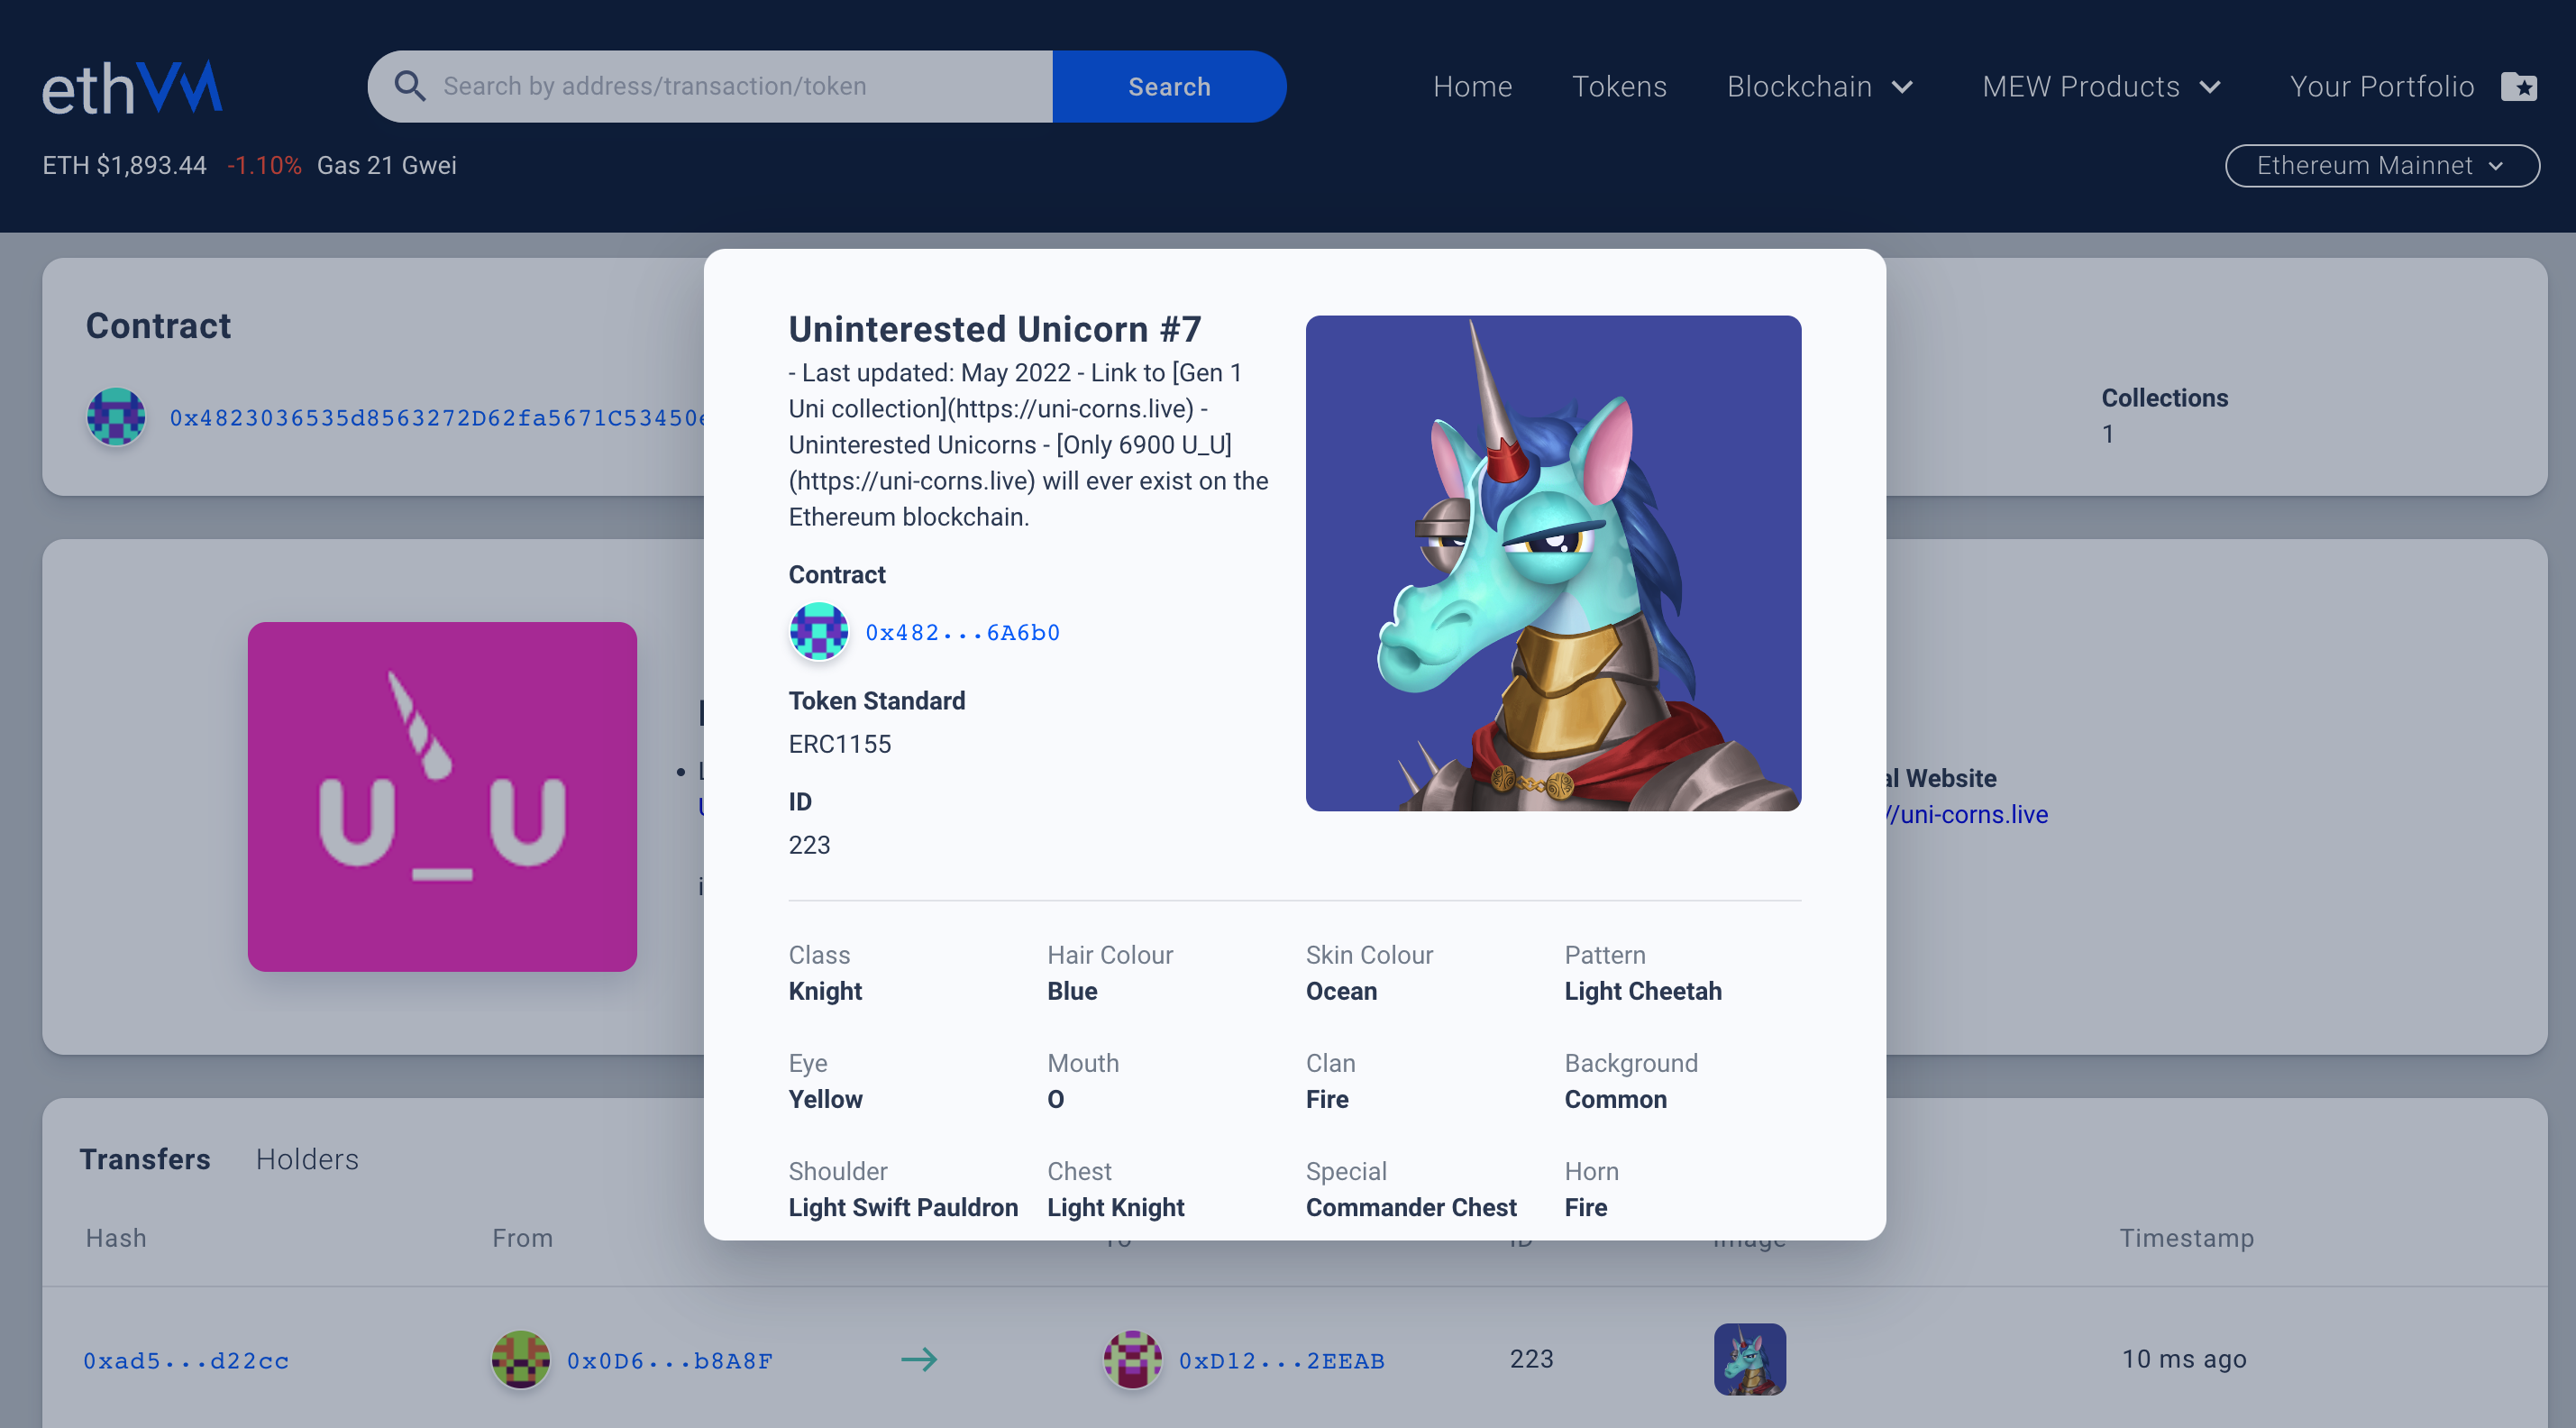 ethVM
Search by address/transaction/token
Search
Home
Tokens
Blockchain
MEW Products
Your Portfolio
ETH $1,893.44 -1.10% Gas 21 Gwei
Ethereum Mainnet
Contract
0x4823036535d8563272D62fa5671C53450
Collections
1
Uninterested Unicorn #7
- Last updated: May 2022 - Link to [Gen 1
Uni collection](https://uni-corns.live) -
Uninterested Unicorns - [Only 6900 U_U]
(https://uni-corns.live) will ever exist on the
Ethereum blockchain.
Contract
0x482...6A6b0
Token Standard
ERC1155
ID
223
U_U
al Website
//uni-corns.live
Class
Hair Colour
Skin Colour
Pattern
Knight
Blue
Ocean
Light Cheetah
Eye
Mouth
Clan
Background
Yellow
O
Fire
Common
Shoulder
Chest
Special
Horn
Light Swift Pauldron
Light Knight
Commander Chest
Fire
Transfers
Holders
Hash
From
To
ID
Image
Timestamp
0xad5...d22cc
0x0D6...b8A8F
0xD12...2EEAB
223
10 ms ago